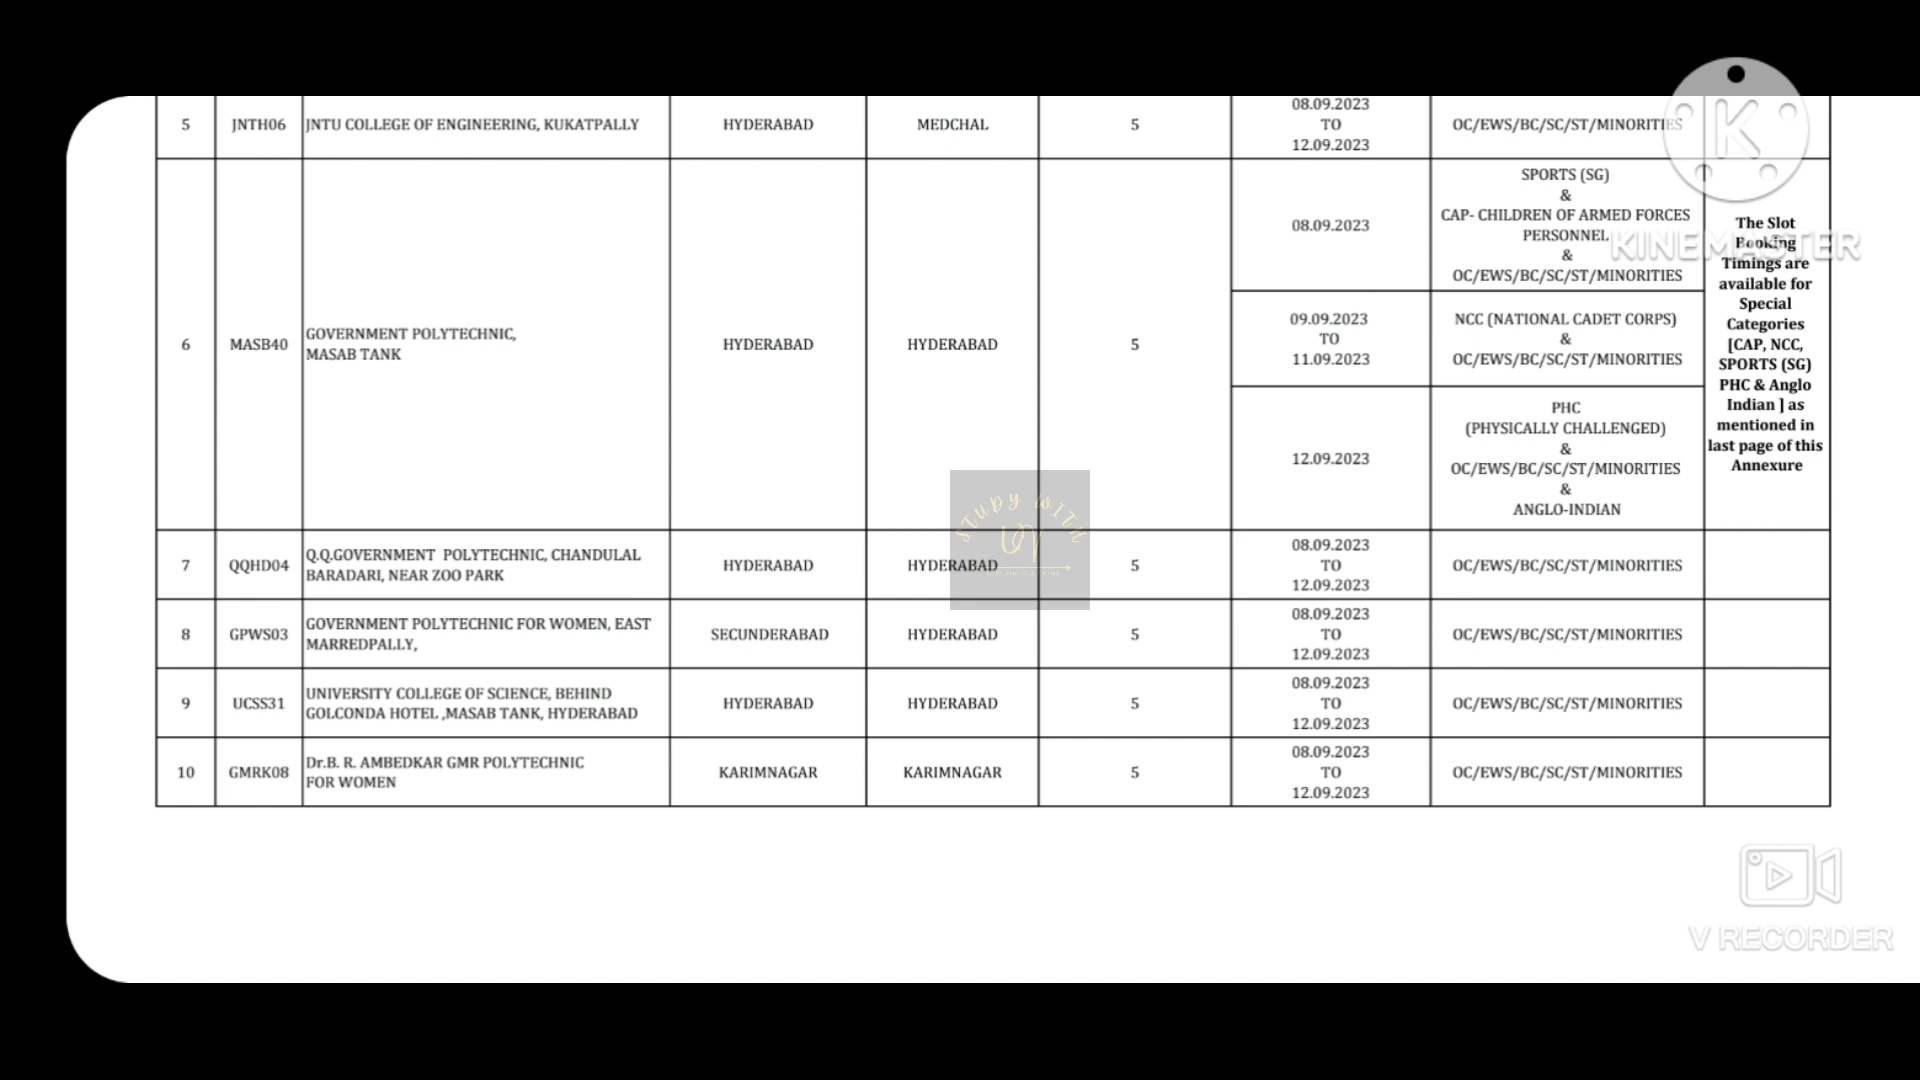 5 JNTH06 JNTU COLLEGE OF ENGINEERING, KUKATPALLY HYDERABAD MEDCHAL 5
08.09.2023
TO
12.09.2023
OC/EWS/BC/SC/ST/MINORITIES
6 MASB40
GOVERNMENT POLYTECHNIC,
MASAB TANK
HYDERABAD HYDERABAD 5
08.09.2023
SPORTS (SG)
&
CAP- CHILDREN OF ARMED FORCES
PERSONNEL
&
OC/EWS/BC/SC/ST/MINORITIES
09.09.2023
TO
11.09.2023
NCC (NATIONAL CADET CORPS)
&
OC/EWS/BC/SC/ST/MINORITIES
12.09.2023
PHC
(PHYSICALLY CHALLENGED)
&
OC/EWS/BC/SC/ST/MINORITIES
&
ANGLO-INDIAN
The Slot
Booking
Timings are
available for
Special
Categories
[CAP, NCC,
SPORTS (SG)
PHC & Anglo
Indian ] as
mentioned in
last page of this
Annexure
7 QQHD04
Q.Q.GOVERNMENT POLYTECHNIC, CHANDULAL
BARADARI, NEAR ZOO PARK
HYDERABAD HYDERABAD 5
08.09.2023
TO
12.09.2023
OC/EWS/BC/SC/ST/MINORITIES
8 GPWS03
GOVERNMENT POLYTECHNIC FOR WOMEN, EAST
MARREDPALLY,
SECUNDERABAD HYDERABAD 5
08.09.2023
TO
12.09.2023
OC/EWS/BC/SC/ST/MINORITIES
9 UCSS31
UNIVERSITY COLLEGE OF SCIENCE, BEHIND
GOLCONDA HOTEL ,MASAB TANK, HYDERABAD
HYDERABAD HYDERABAD 5
08.09.2023
TO
12.09.2023
OC/EWS/BC/SC/ST/MINORITIES
10 GMRK08
Dr.B. R. AMBEDKAR GMR POLYTECHNIC
FOR WOMEN
KARIMNAGAR KARIMNAGAR 5
08.09.2023
TO
12.09.2023
OC/EWS/BC/SC/ST/MINORITIES
K
KINEMASTER
STUDY WITH
V RECORDER